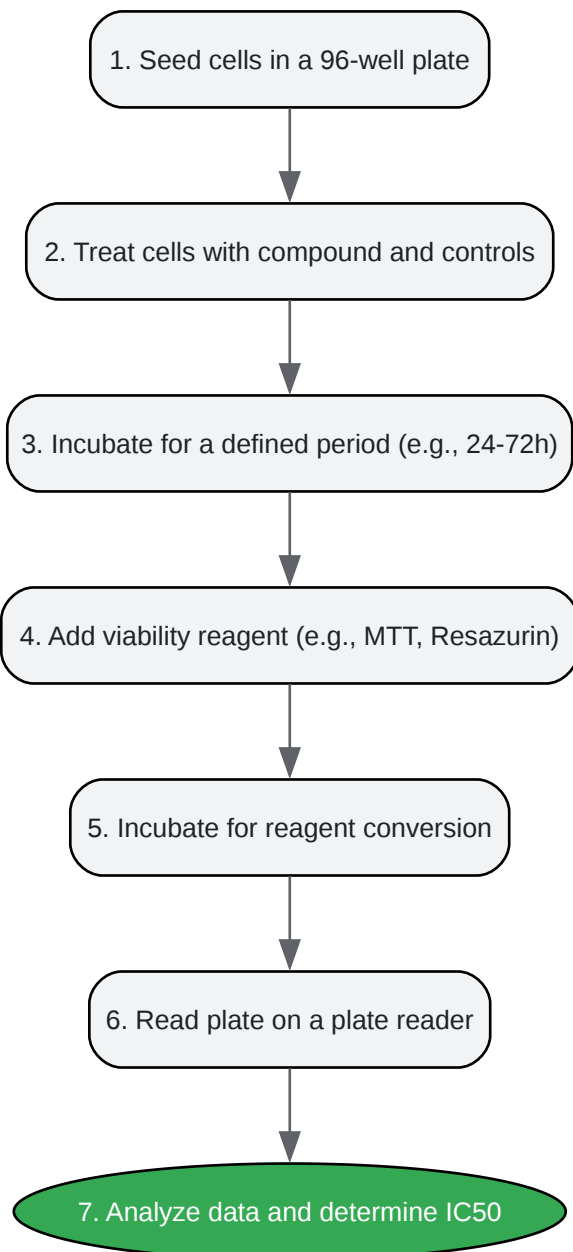 1. Seed cells in a 96-well plate
2. Treat cells with compound and controls
3. Incubate for a defined period (e.g., 24-72h)
4. Add viability reagent (e.g., MTT, Resazurin)
5. Incubate for reagent conversion
6. Read plate on a plate reader
7. Analyze data and determine IC50